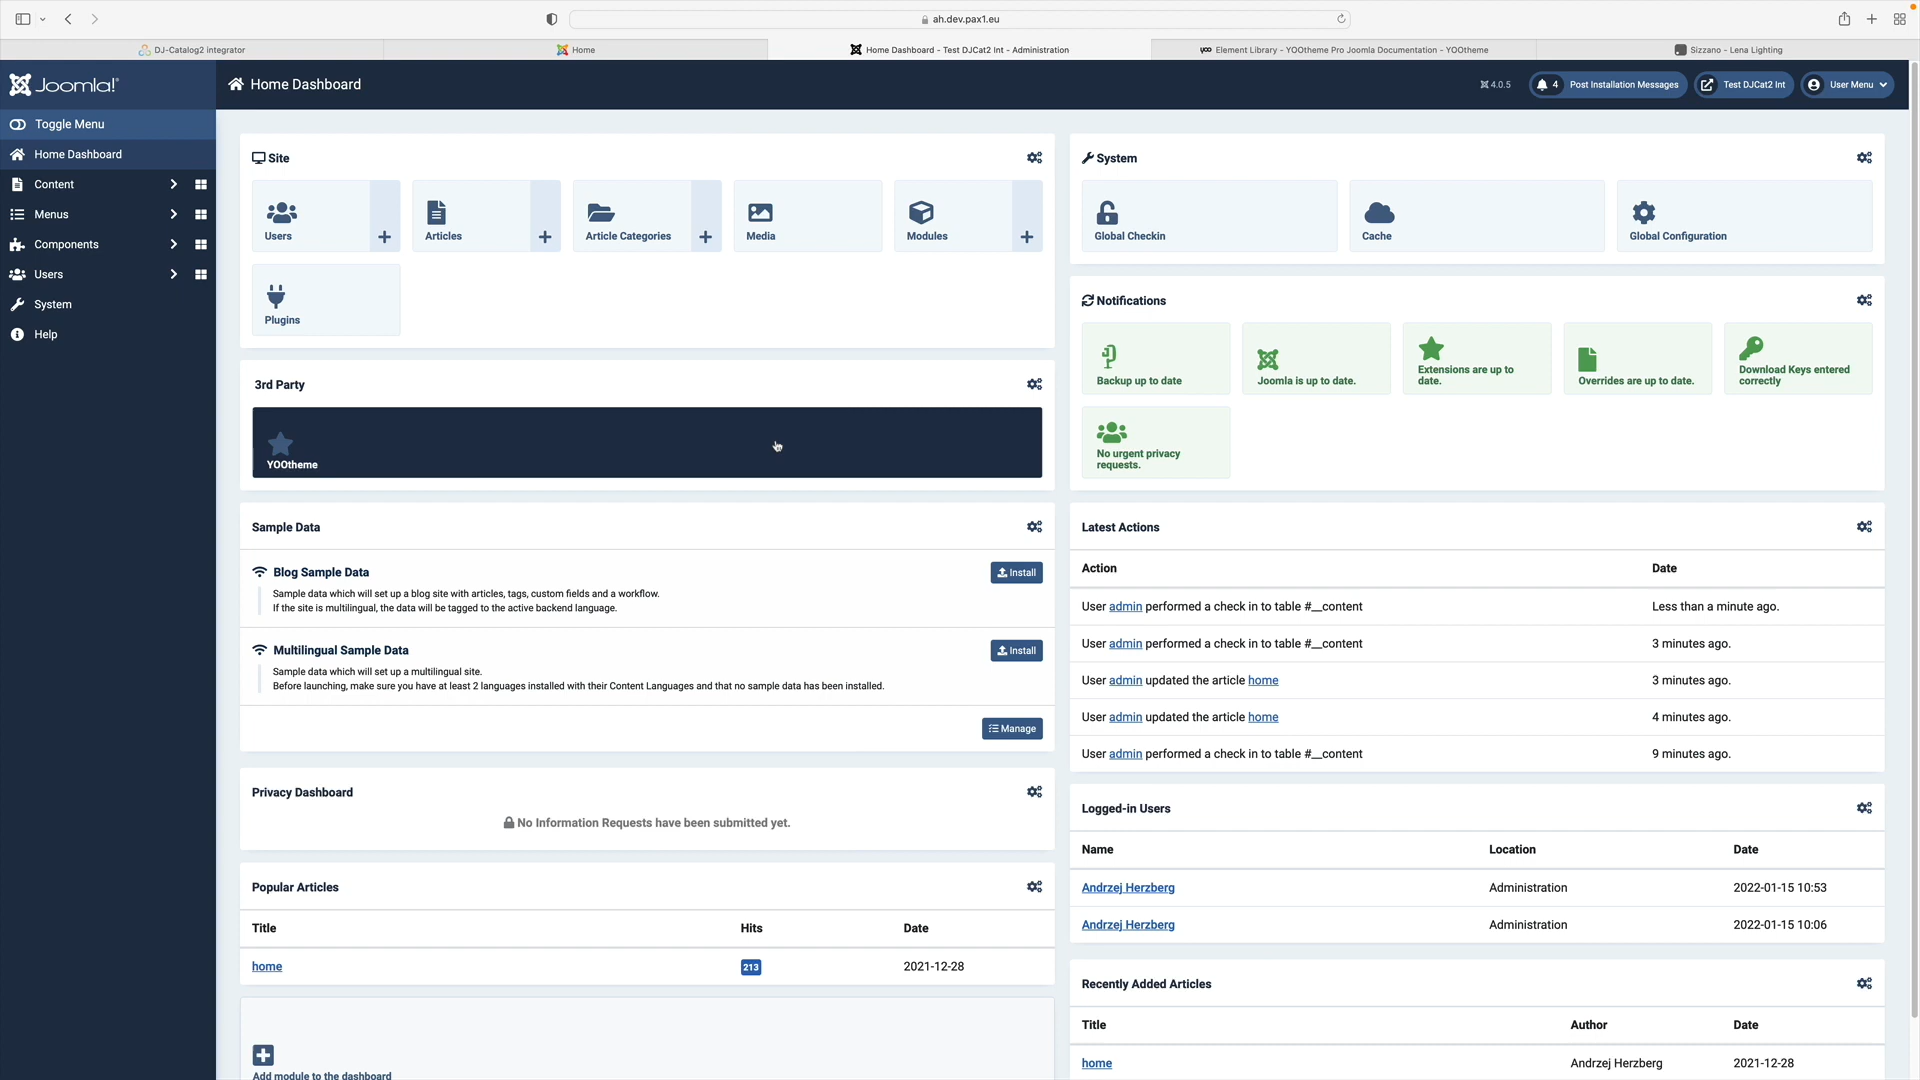 ah.dev.pax1.eu
DJ-Catalog2 integrator
Home
Home Dashboard - Test DJCat2 Int - Administration
Element Library - YOOtheme Pro Joomla Documentation - YOOtheme
Sizzano - Lena Lighting
Joomla!
Home Dashboard
4.0.5
4 Post Installation Messages
Test DJCat2 Int
User Menu
Toggle Menu
Home Dashboard
Content
Menus
Components
Users
System
Help
Site
Users
Articles
Article Categories
Media
Modules
Plugins
System
Global Checkin
Cache
Global Configuration
Notifications
Backup up to date
Joomla is up to date.
Extensions are up to
date.
Overrides are up to date.
Download Keys entered
correctly
No urgent privacy
requests.
3rd Party
YOOtheme
Sample Data
Blog Sample Data
Install
Sample data which will set up a blog site with articles, tags, custom fields and a workflow.
If the site is multilingual, the data will be tagged to the active backend language.
Multilingual Sample Data
Install
Sample data which will set up a multilingual site.
Before launching, make sure you have at least 2 languages installed with their Content Languages and that no sample data has been installed.
Manage
Latest Actions
Action Date
User admin performed a check in to table #__content Less than a minute ago.
User admin performed a check in to table #__content 3 minutes ago.
User admin updated the article home 3 minutes ago.
User admin updated the article home 4 minutes ago.
User admin performed a check in to table #__content 9 minutes ago.
Privacy Dashboard
No Information Requests have been submitted yet.
Logged-in Users
Name Location Date
Andrzej Herzberg Administration 2022-01-15 10:53
Andrzej Herzberg Administration 2022-01-15 10:06
Popular Articles
Title Hits Date
home 213 2021-12-28
Add module to the dashboard
Recently Added Articles
Title Author Date
home Andrzej Herzberg 2021-12-28